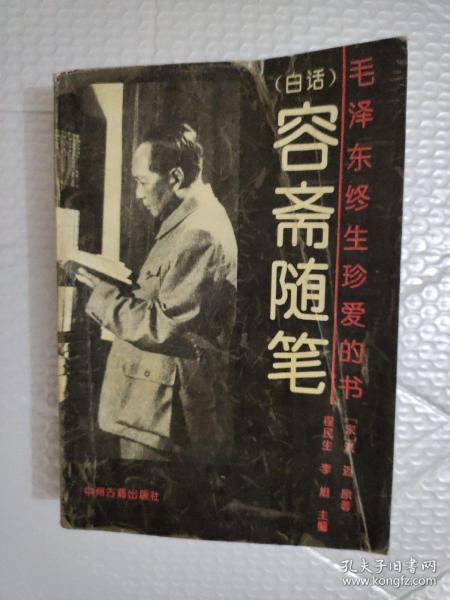 毛泽东终生珍爱的书
(白话)
容斋随笔
[宋]洪 迈 原著
程民生 李 旭 主编
中州古籍出版社
孔夫子旧书网
www.kongfz.com